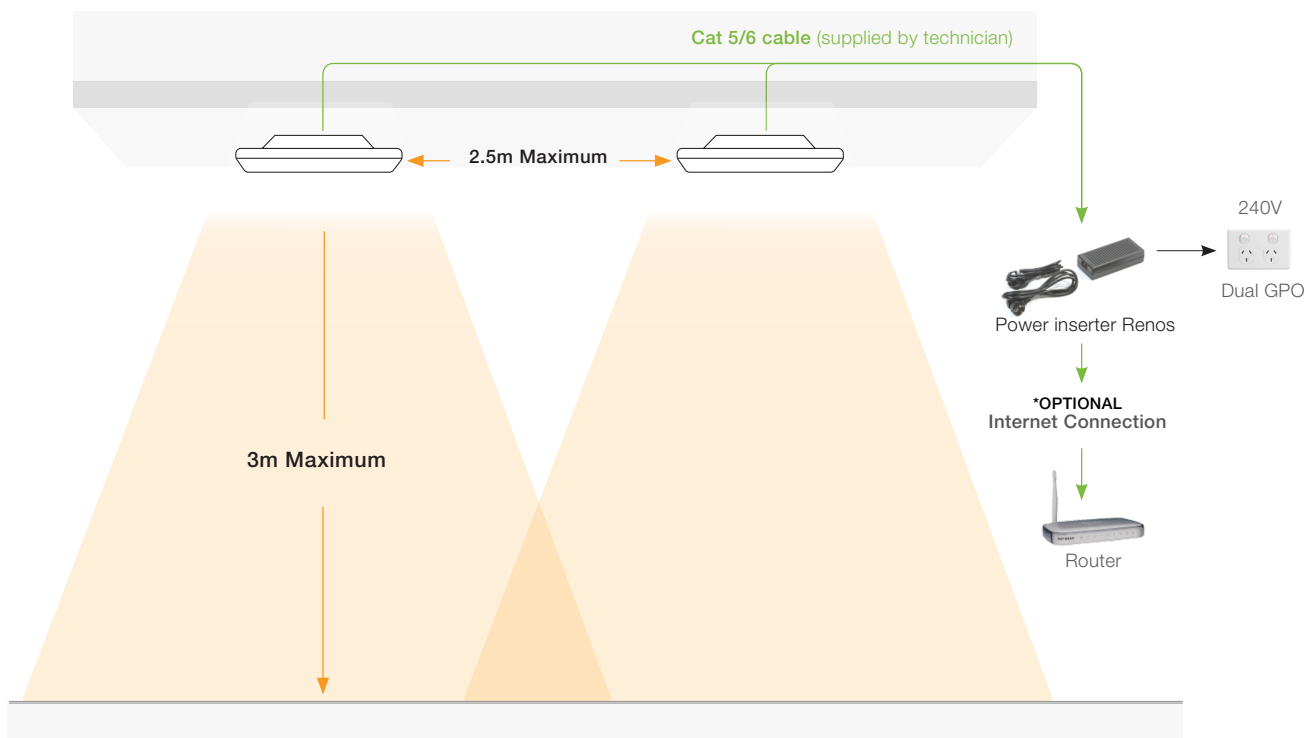 Cat 5/6 cable (supplied by technician)
2.5m Maximum
240V
Dual GPO
Power inserter Renos
*OPTIONAL
Internet Connection
3m Maximum
NETGEAR
Router